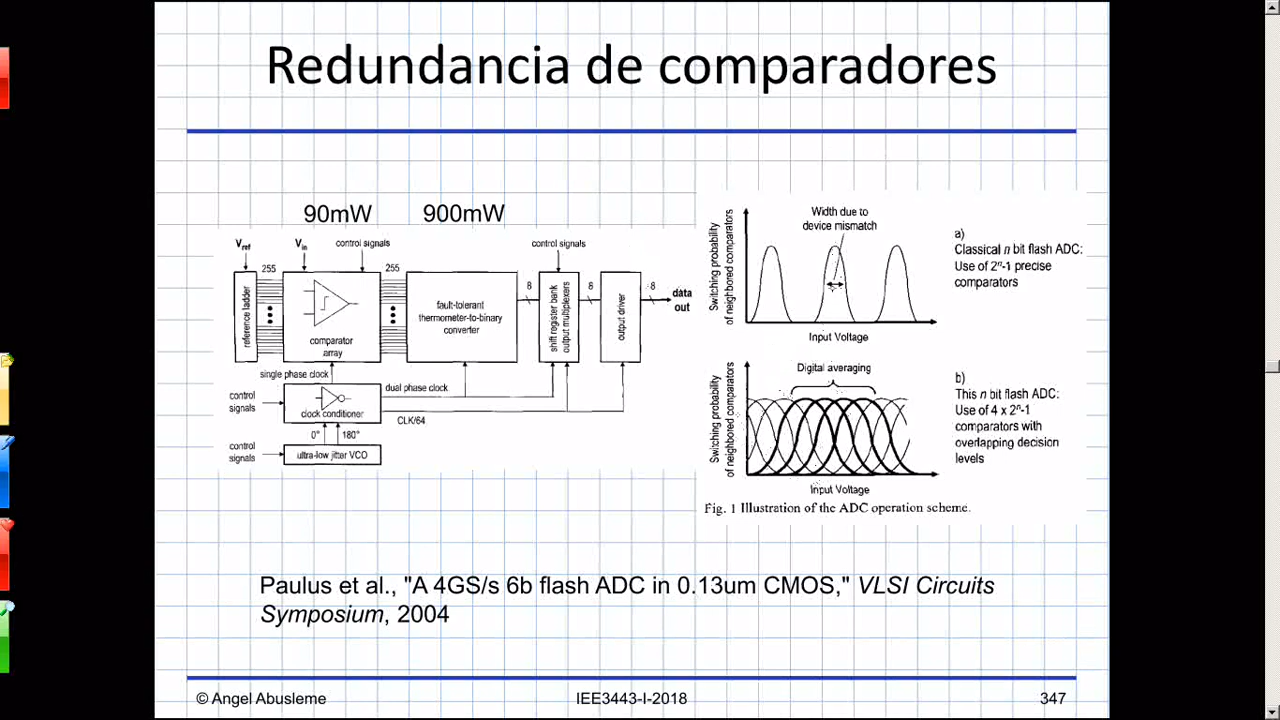 Redundancia de comparadores
90mW 900mW
Vref Vin control signals control signals
255 255 8 8 8
reference ladder
comparator
array
fault-tolerant
thermometer-to-binary
converter
shift register bank
output multiplexers
output driver
data
out
single phase clock
dual phase clock
control
signals
clock conditioner
CLK/64
0° 180°
control
signals
ultra-low jitter VCO
Switching probability
of neighbored comparators
Width due to
device mismatch
Input Voltage
a)
Classical n bit flash ADC:
Use of 2ⁿ-1 precise
comparators
Switching probability
of neighbored comparators
Digital averaging
Input Voltage
b)
This n bit flash ADC:
Use of 4 x 2ⁿ-1
comparators with
overlapping decision
levels
Fig. 1 Illustration of the ADC operation scheme.
Paulus et al., "A 4GS/s 6b flash ADC in 0.13um CMOS," VLSI Circuits
Symposium, 2004
© Angel Abusleme IEE3443-I-2018 347